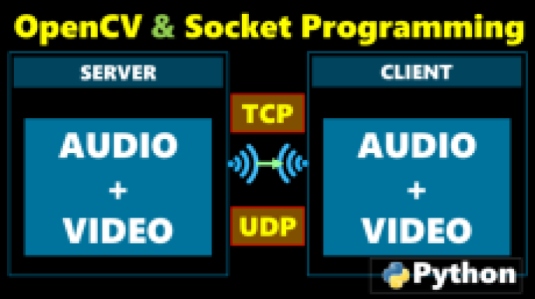 OpenCV & Socket Programming
SERVER
CLIENT
TCP
AUDIO
+
VIDEO
AUDIO
+
VIDEO
UDP
Python